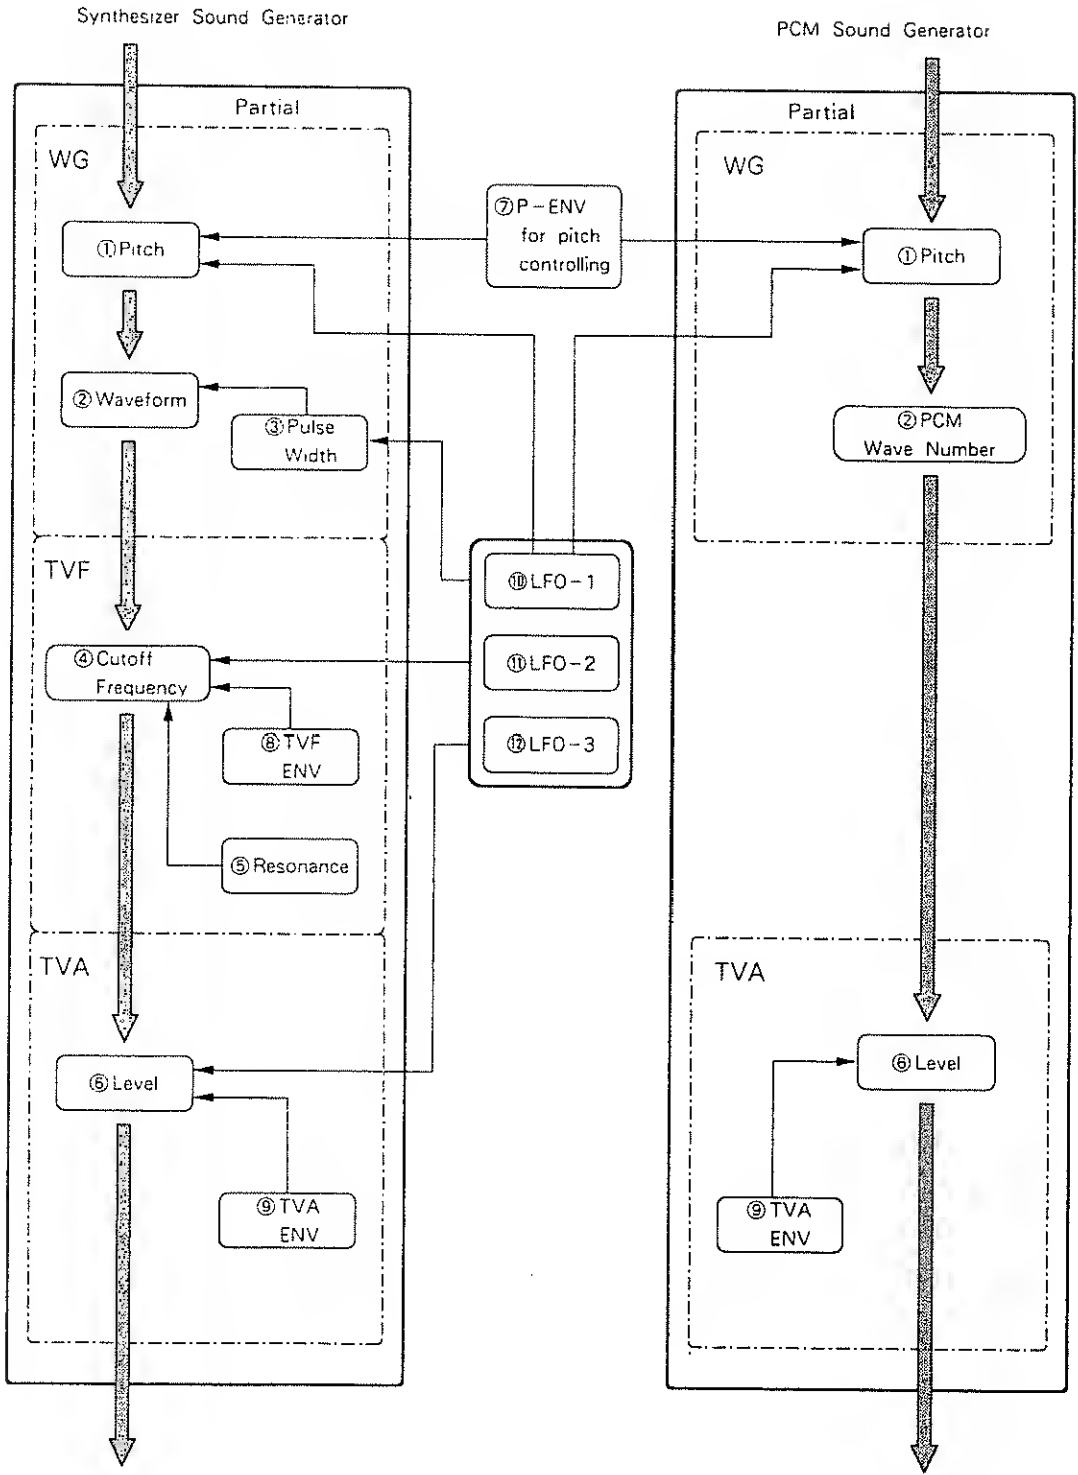 Synthesizer Sound Generator
PCM Sound Generator
Partial
WG
①Pitch
②Waveform
③Pulse
Width
TVF
④Cutoff
Frequency
⑧TVF
ENV
⑤Resonance
TVA
⑥Level
⑨TVA
ENV
⑦P-ENV
for pitch
controlling
⑩LFO-1
⑪LFO-2
⑫LFO-3
Partial
WG
①Pitch
②PCM
Wave Number
TVA
⑥Level
⑨TVA
ENV